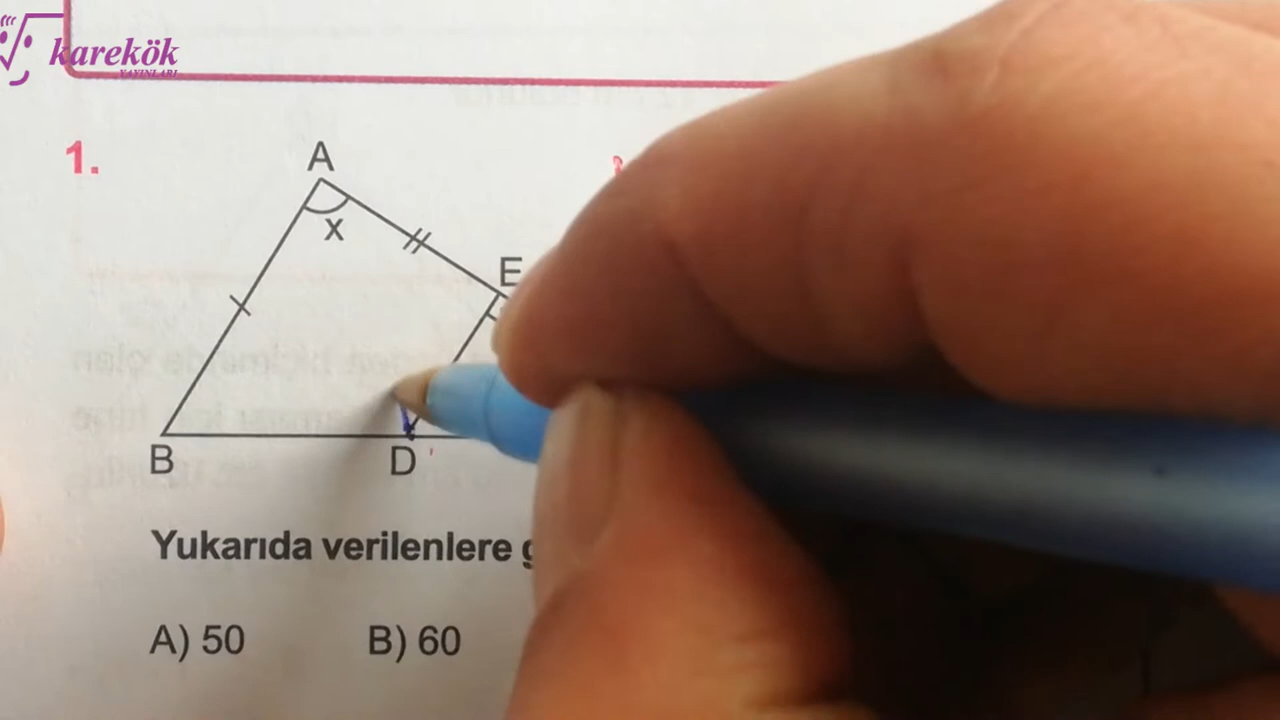 karekök
YAYINLARI
1.
A
x
E
B
D
Yukarıda verilenlere
A) 50 B) 60